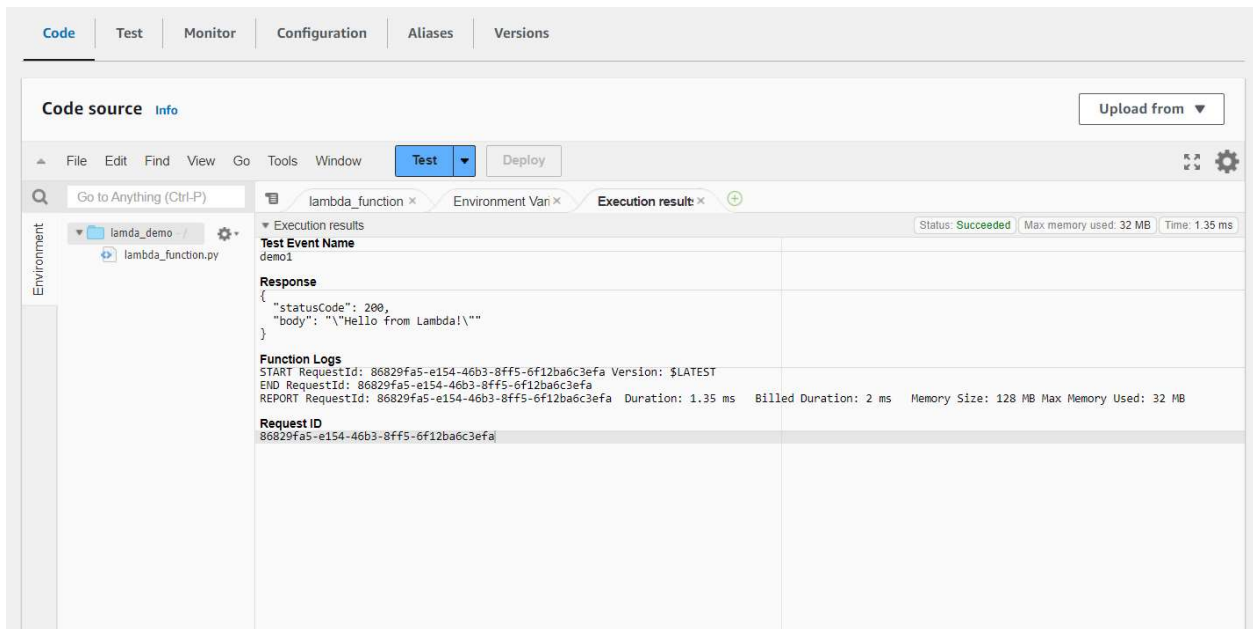 Code Test Monitor Configuration Aliases Versions
Code source Info Upload from
File Edit Find View Go Tools Window Test Deploy
Go to Anything (Ctrl-P) lambda_function Environment Vari Execution results
Environment
lamda_demo - /
lambda_function.py
Execution results Status: Succeeded Max memory used: 32 MB Time: 1.35 ms
Test Event Name
demo1
Response
{
"statusCode": 200,
"body": "\"Hello from Lambda!\""
}
Function Logs
START RequestId: 86829fa5-e154-46b3-8ff5-6f12ba6c3efa Version: $LATEST
END RequestId: 86829fa5-e154-46b3-8ff5-6f12ba6c3efa
REPORT RequestId: 86829fa5-e154-46b3-8ff5-6f12ba6c3efa Duration: 1.35 ms Billed Duration: 2 ms Memory Size: 128 MB Max Memory Used: 32 MB
Request ID
86829fa5-e154-46b3-8ff5-6f12ba6c3efa